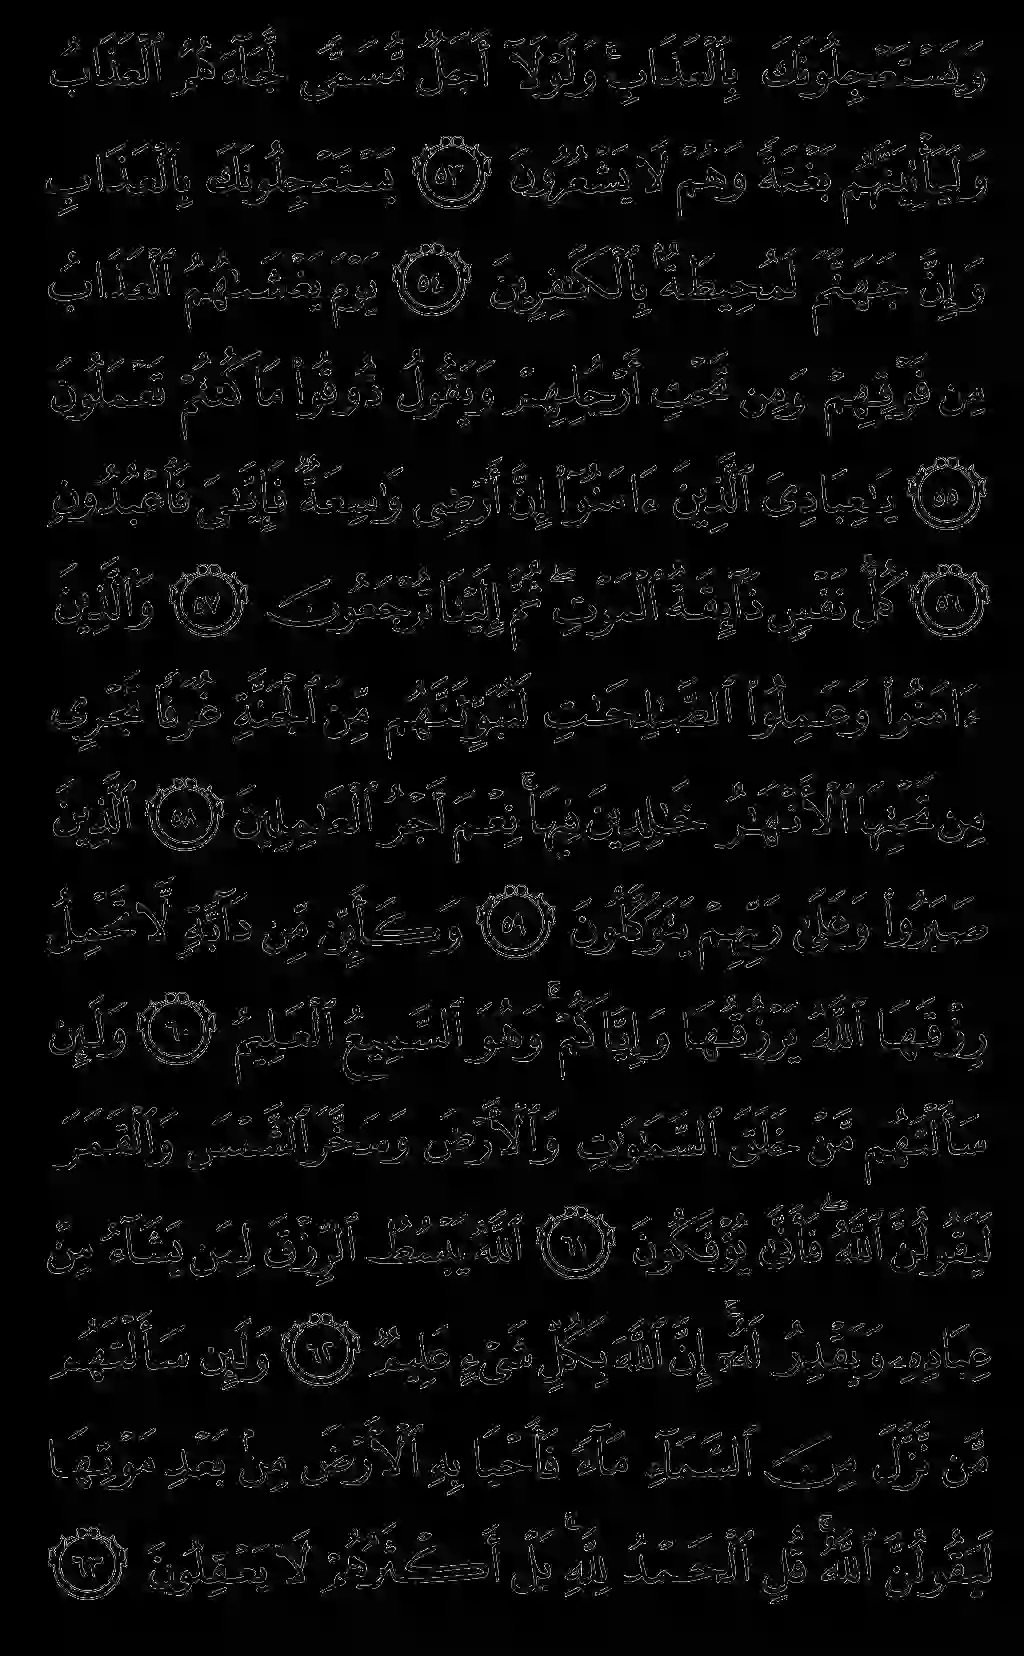 وَيَسْتَعْجِلُونَكَ بِٱلْعَذَابِ ۚ وَلَوْلَآ أَجَلٌ مُّسَمًّى لَّجَآءَهُمُ ٱلْعَذَابُ
وَلَيَأْتِيَنَّهُم بَغْتَةً وَهُمْ لَا يَشْعُرُونَ ٥٣ يَسْتَعْجِلُونَكَ بِٱلْعَذَابِ
وَإِنَّ جَهَنَّمَ لَمُحِيطَةٌۢ بِٱلْكَـٰفِرِينَ ٥٤ يَوْمَ يَغْشَىٰهُمُ ٱلْعَذَابُ
مِن فَوْقِهِمْ وَمِن تَحْتِ أَرْجُلِهِمْ وَيَقُولُ ذُوقُوا۟ مَا كُنتُمْ تَعْمَلُونَ
٥٥ يَـٰعِبَادِىَ ٱلَّذِينَ ءَامَنُوٓا۟ إِنَّ أَرْضِى وَٰسِعَةٌ فَإِيَّـٰىَ فَٱعْبُدُونِ
٥٦ كُلُّ نَفْسٍ ذَآئِقَةُ ٱلْمَوْتِ ۖ ثُمَّ إِلَيْنَا تُرْجَعُونَ ٥٧ وَٱلَّذِينَ
ءَامَنُوا۟ وَعَمِلُوا۟ ٱلصَّـٰلِحَـٰتِ لَنُبَوِّئَنَّهُم مِّنَ ٱلْجَنَّةِ غُرَفًا تَجْرِى
مِن تَحْتِهَا ٱلْأَنْهَـٰرُ خَـٰلِدِينَ فِيهَا ۚ نِعْمَ أَجْرُ ٱلْعَـٰمِلِينَ ٥٨ ٱلَّذِينَ
صَبَرُوا۟ وَعَلَىٰ رَبِّهِمْ يَتَوَكَّلُونَ ٥٩ وَكَأَيِّن مِّن دَآبَّةٍ لَّا تَحْمِلُ
رِزْقَهَا ٱللَّهُ يَرْزُقُهَا وَإِيَّاكُمْ ۚ وَهُوَ ٱلسَّمِيعُ ٱلْعَلِيمُ ٦٠ وَلَئِن
سَأَلْتَهُم مَّنْ خَلَقَ ٱلسَّمَـٰوَٰتِ وَٱلْأَرْضَ وَسَخَّرَ ٱلشَّمْسَ وَٱلْقَمَرَ
لَيَقُولُنَّ ٱللَّهُ ۖ فَأَنَّىٰ يُؤْفَكُونَ ٦١ ٱللَّهُ يَبْسُطُ ٱلرِّزْقَ لِمَن يَشَآءُ مِنْ
عِبَادِهِۦ وَيَقْدِرُ لَهُۥٓ ۚ إِنَّ ٱللَّهَ بِكُلِّ شَىْءٍ عَلِيمٌ ٦٢ وَلَئِن سَأَلْتَهُم
مَّن نَّزَّلَ مِنَ ٱلسَّمَآءِ مَآءً فَأَحْيَا بِهِ ٱلْأَرْضَ مِنۢ بَعْدِ مَوْتِهَا
لَيَقُولُنَّ ٱللَّهُ ۚ قُلِ ٱلْحَمْدُ لِلَّهِ ۚ بَلْ أَكْثَرُهُمْ لَا يَعْقِلُونَ ٦٣